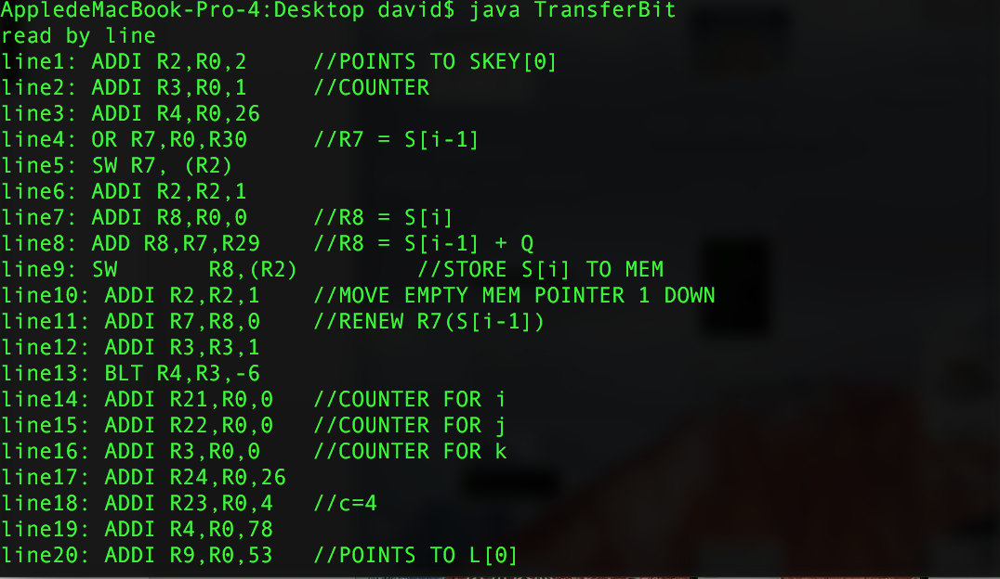 AppledeMacBook-Pro-4:Desktop david$ java TransferBit
read by line
line1: ADDI R2,R0,2     //POINTS TO SKEY[0]
line2: ADDI R3,R0,1     //COUNTER
line3: ADDI R4,R0,26
line4: OR R7,R0,R30     //R7 = S[i-1]
line5: SW R7, (R2)
line6: ADDI R2,R2,1
line7: ADDI R8,R0,0     //R8 = S[i]
line8: ADD R8,R7,R29    //R8 = S[i-1] + Q
line9: SW       R8,(R2)         //STORE S[i] TO MEM
line10: ADDI R2,R2,1    //MOVE EMPTY MEM POINTER 1 DOWN
line11: ADDI R7,R8,0    //RENEW R7(S[i-1])
line12: ADDI R3,R3,1
line13: BLT R4,R3,-6
line14: ADDI R21,R0,0   //COUNTER FOR i
line15: ADDI R22,R0,0   //COUNTER FOR j
line16: ADDI R3,R0,0    //COUNTER FOR k
line17: ADDI R24,R0,26
line18: ADDI R23,R0,4   //c=4
line19: ADDI R4,R0,78
line20: ADDI R9,R0,53   //POINTS TO L[0]